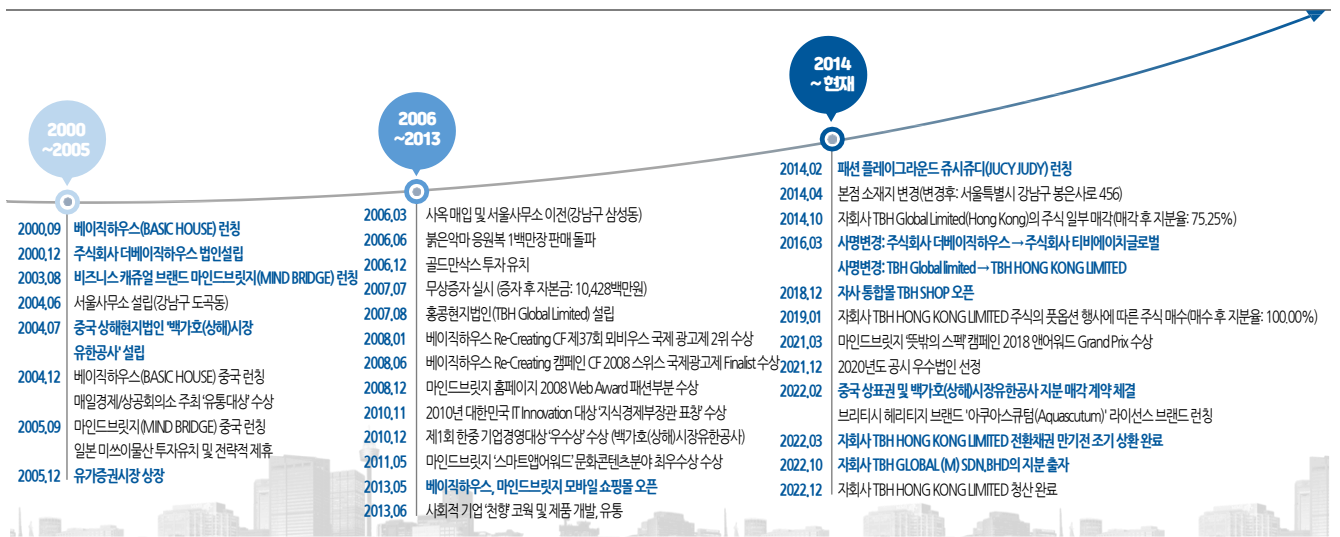 2000
~2005
2000.09 베이직하우스(BASIC HOUSE) 런칭
2000.12 주식회사 더베이직하우스 법인설립
2003.08 비즈니스 캐쥬얼 브랜드 마인드브릿지(MIND BRIDGE) 런칭
2004.06 서울사무소 설립(강남구 도곡동)
2004.07 중국 상해현지법인 '백가호(상해)시장
유한공사' 설립
2004.12 베이직하우스(BASIC HOUSE) 중국 런칭
매일경제/상공회의소 주최 '유통대상' 수상
2005.09 마인드브릿지(MIND BRIDGE) 중국 런칭
일본 미쓰이물산 투자유치 및 전략적 제휴
2005.12 유가증권시장 상장
2006
~2013
2006.03 사옥 매입 및 서울사무소 이전(강남구 삼성동)
2006.06 붉은악마 응원복 1백만장 판매 돌파
2006.12 골드만삭스 투자 유치
2007.07 무상증자 실시 (증자 후 자본금: 10,428백만원)
2007.08 홍콩현지법인(TBH Global Limited) 설립
2008.01 베이직하우스 Re-Creating CF 제37회 모비우스 국제 광고제 2위 수상
2008.06 베이직하우스 Re-Creating 캠페인 CF 2008 스위스 국제광고제 Finalist 수상
2008.12 마인드브릿지 홈페이지 2008 Web Award 패션부분 수상
2010.11 2010년 대한민국 IT Innovation 대상 '지식경제부장관 표창' 수상
2010.12 제1회 한중 기업경영대상 '우수상' 수상 (백가호(상해)시장유한공사)
2011.05 마인드브릿지 '스마트앱어워드' 문화콘텐츠분야 최우수상 수상
2013.05 베이직하우스, 마인드브릿지 모바일 쇼핑몰 오픈
2013.06 사회적 기업 '천향' 코웍 및 제품 개발, 유통
2014
~ 현재
2014.02 패션 플레이그라운드 쥬시쥬디(JUCY JUDY) 런칭
2014.04 본점 소재지 변경(변경후: 서울특별시 강남구 봉은사로 456)
2014.10 자회사 TBH Global Limited(Hong Kong)의 주식 일부 매각(매각 후 지분율: 75.25%)
2016.03 사명변경: 주식회사 더베이직하우스 → 주식회사 티비에이치글로벌
사명변경: TBH Global limited → TBH HONG KONG LIMITED
2018.12 자사 통합몰 TBH SHOP 오픈
2019.01 자회사 TBH HONG KONG LIMITED 주식의 풋옵션 행사에 따른 주식 매수(매수 후 지분율: 100.00%)
2021.03 마인드브릿지 '뜻밖의 스펙' 캠페인 2018 앤어워드 Grand Prix 수상
2021.12 2020년도 공시 우수법인 선정
2022.02 중국 상표권 및 백가호(상해)시장유한공사 지분 매각 계약 체결
브리티시 헤리티지 브랜드 '아쿠아스큐텀(Aquascutum)' 라이선스 브랜드 런칭
2022.03 자회사 TBH HONG KONG LIMITED 전환채권 만기전 조기 상환 완료
2022.10 자회사 TBH GLOBAL (M) SDN.BHD의 지분 출자
2022.12 자회사 TBH HONG KONG LIMITED 청산 완료